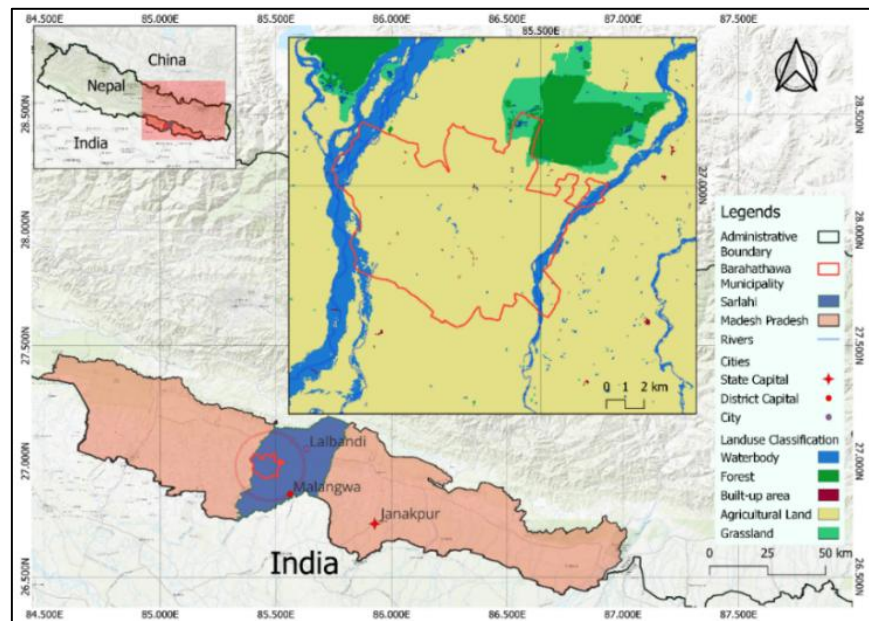 84.500E 85.000E 85.500E 86.000E 86.500E 87.000E 87.500E
China
Nepal
India
85.500E
27.000N
0 1 2 km
28.500N
28.000N
27.500N
27.000N
26.500N
28.500N
28.000N
27.500N
27.000N
26.500N
Legends
Administrative
Boundary
Barahathawa
Municipality
Sarlahi
Madesh Pradesh
Rivers
Cities
State Capital
District Capital
City
Landuse Classification
Waterbody
Forest
Built-up area
Agricultural Land
Grassland
0 25 50 km
Lalbandi
Malangwa
Janakpur
India
84.500E 85.000E 85.500E 86.000E 86.500E 87.000E 87.500E